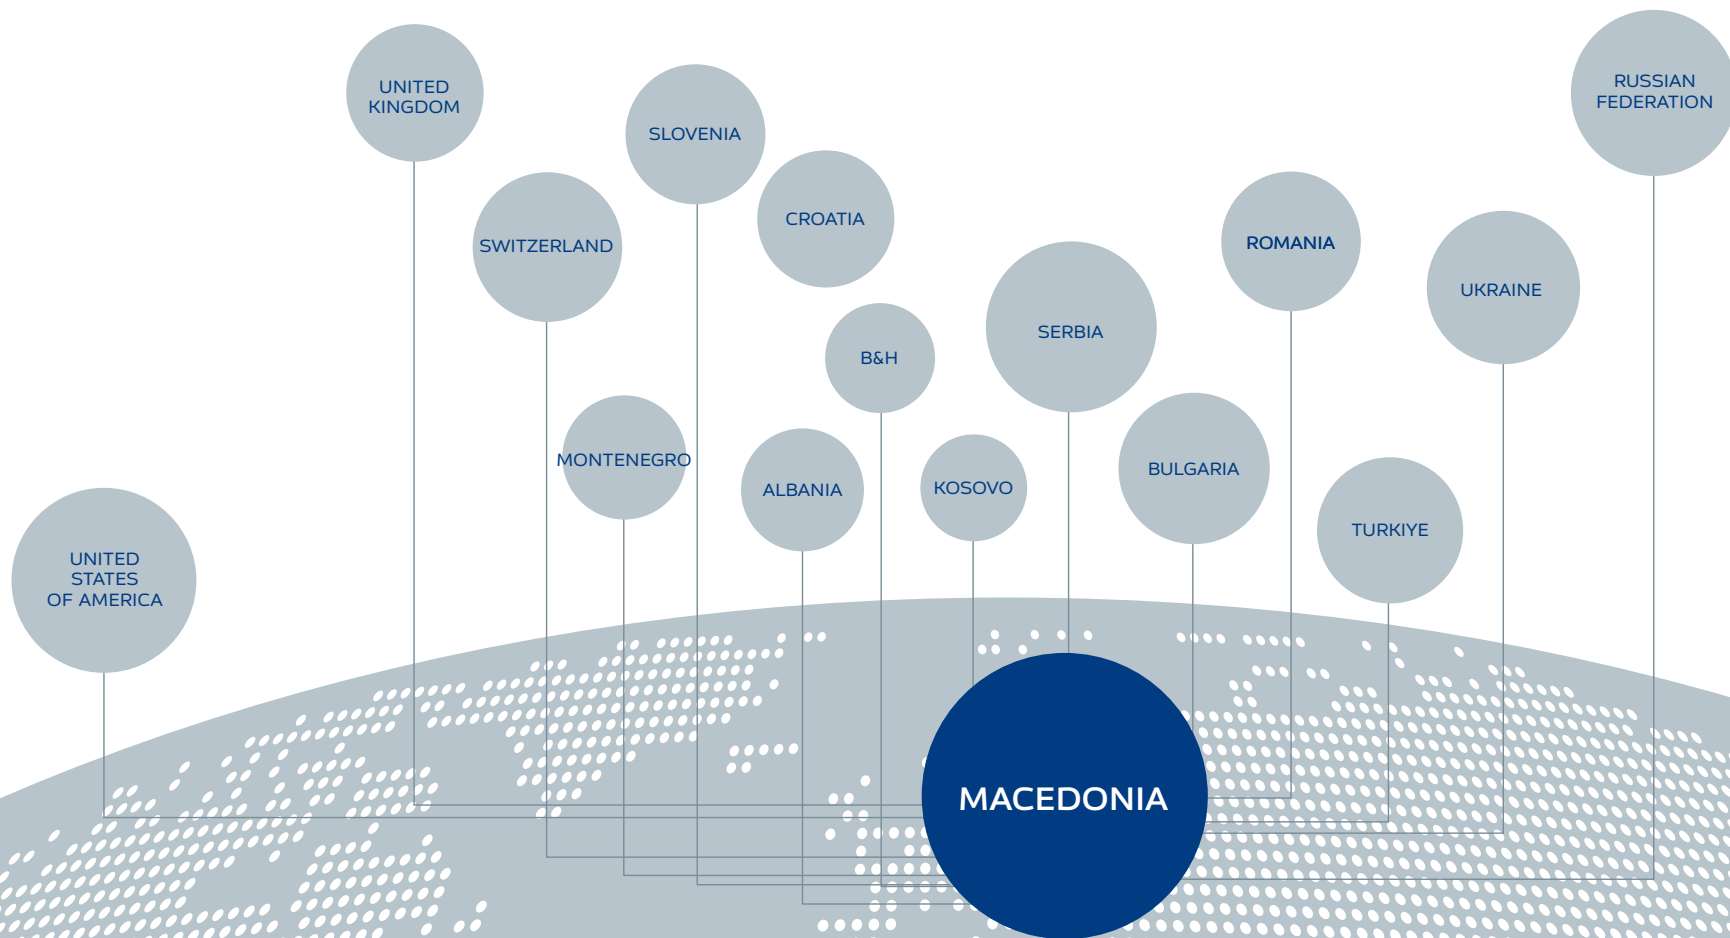 UNITED
KINGDOM
RUSSIAN
FEDERATION
SLOVENIA
CROATIA
SWITZERLAND
ROMANIA
UKRAINE
SERBIA
B&H
MONTENEGRO
ALBANIA
KOSOVO
BULGARIA
TURKIYE
UNITED
STATES
OF AMERICA
MACEDONIA